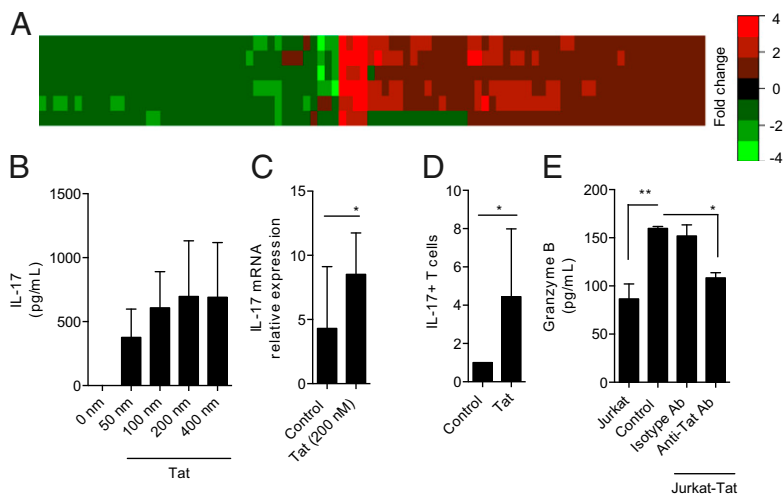 A
4
2
0
-2
-4
Fold change
B
1500
1000
500
0
IL-17
(pg/mL)
0 nm
50 nm
100 nm
200 nm
400 nm
Tat
C
15
10
5
0
IL-17 mRNA
relative expression
*
Control
Tat (200 nM)
D
10
8
6
4
2
0
IL-17+ T cells
*
Control
Tat
E
200
150
100
50
0
Granzyme B
(pg/mL)
**
*
Jurkat
Control
Isotype Ab
Anti-Tat Ab
Jurkat-Tat